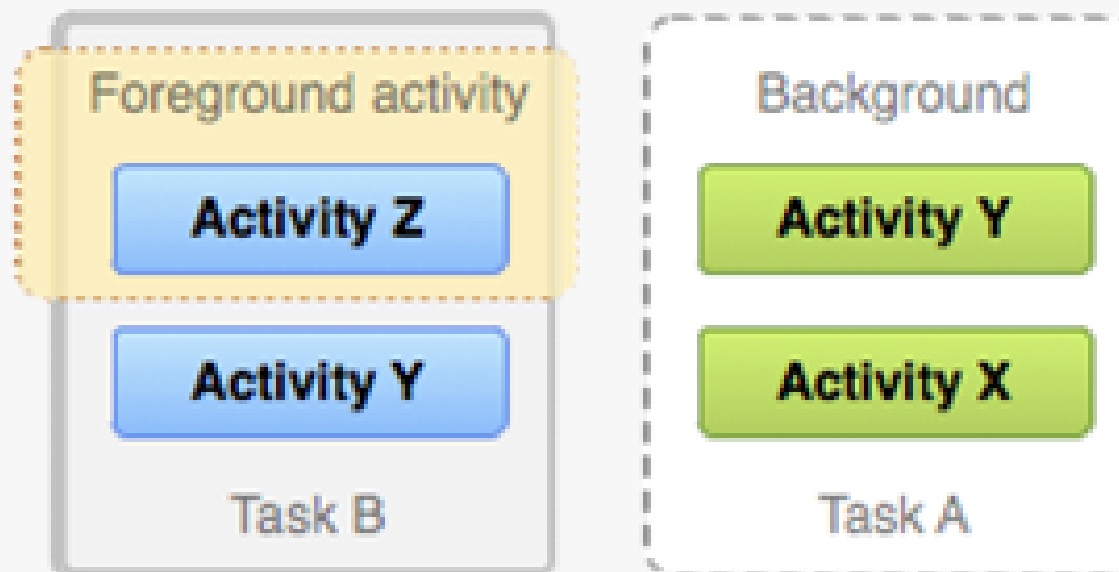 Foreground activity
Activity Z
Activity Y
Task B
Background
Activity Y
Activity X
Task A